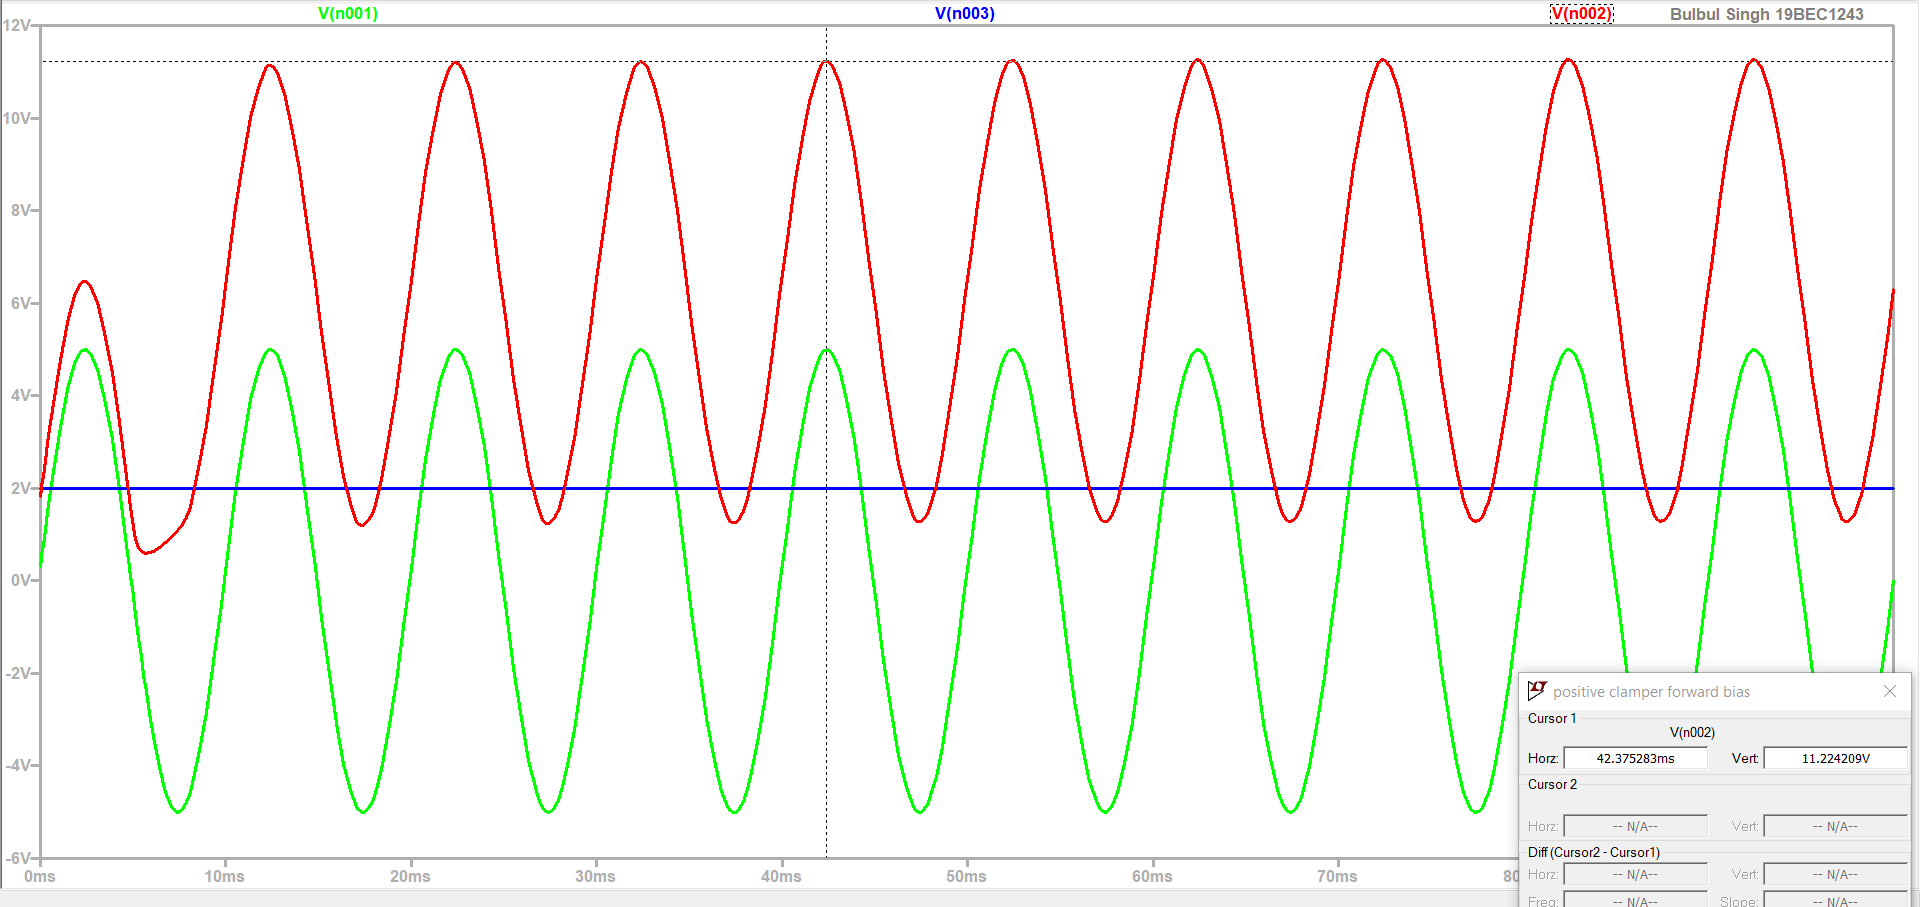 V(n001) V(n003) V(n002) Bulbul Singh 19BEC1243
12V
10V
8V
6V
4V
2V
0V
-2V
-4V
-6V
0ms 10ms 20ms 30ms 40ms 50ms 60ms 70ms 80
positive clamper forward bias
Cursor 1
V(n002)
Horz: 42.375283ms Vert: 11.224209V
Cursor 2
Horz: -- N/A-- Vert: -- N/A--
Diff (Cursor2 - Cursor1)
Horz: -- N/A-- Vert: -- N/A--
Freq: -- N/A-- Slope: -- N/A--